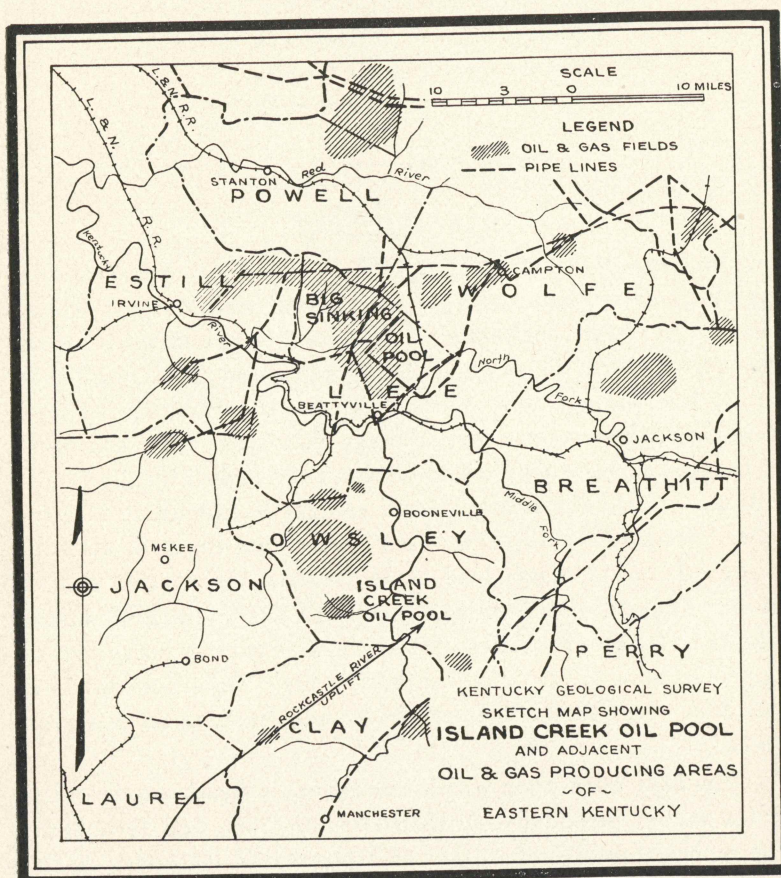 SCALE
10 3 0 10 MILES
LEGEND
OIL & GAS FIELDS
PIPE LINES
L. & N. R. R.
L. & N. R. R.
STANTON
Red River
POWELL
Kentucky River
ESTILL
IRVINE
BIG
SINKING
OIL
POOL
CAMPTON
WOLFE
LEE
BEATTYVILLE
North Fork
JACKSON
BREATHITT
Middle Fork
BOONEVILLE
OWSLEY
McKEE
JACKSON
ISLAND
CREEK
OIL POOL
BOND
ROCKCASTLE RIVER
UPLIFT
CLAY
PERRY
LAUREL
MANCHESTER
KENTUCKY GEOLOGICAL SURVEY
SKETCH MAP SHOWING
ISLAND CREEK OIL POOL
AND ADJACENT
OIL & GAS PRODUCING AREAS
~OF~
EASTERN KENTUCKY